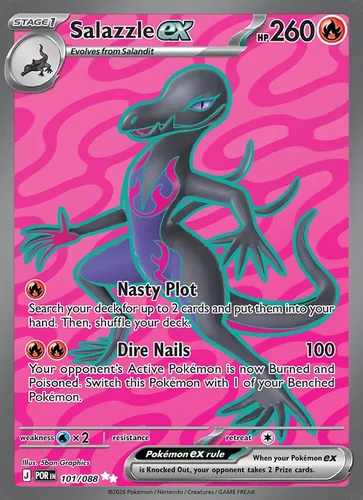 STAGE 1
Salazzle ex
HP 260
Evolves from Salandit
Nasty Plot
Search your deck for up to 2 cards and put them into your
hand. Then, shuffle your deck.
Dire Nails 100
Your opponent's Active Pokémon is now Burned and
Poisoned. Switch this Pokémon with 1 of your Benched
Pokémon.
weakness ×2 resistance retreat
Illus. 5ban Graphics
Pokémon ex rule
When your Pokémon ex
is Knocked Out, your opponent takes 2 Prize cards.
J POR EN 101/088
©2026 Pokémon / Nintendo / Creatures / GAME FREAK